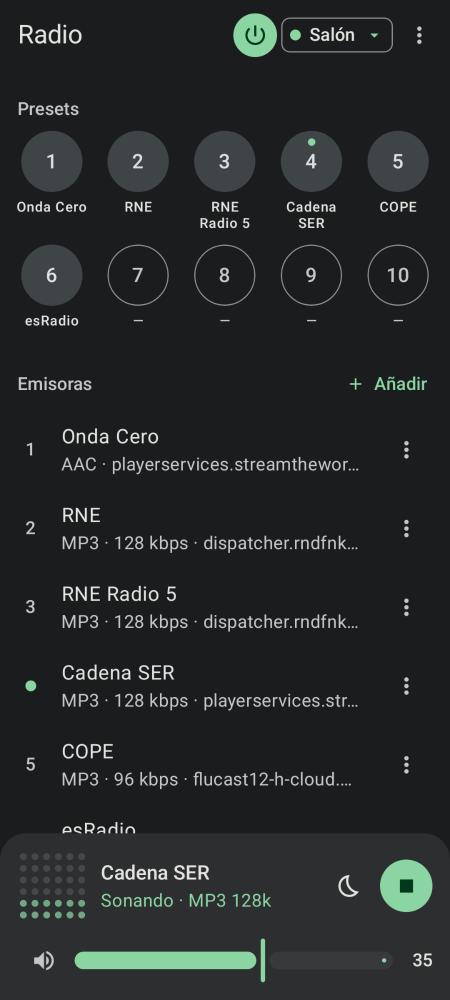 Radio
Salón
Presets
1 2 3 4 5
Onda Cero RNE RNE Cadena COPE
Radio 5 SER
6 7 8 9 10
esRadio – – – –
Emisoras + Añadir
1 Onda Cero
AAC · playerservices.streamthewor...
2 RNE
MP3 · 128 kbps · dispatcher.rndfnk...
3 RNE Radio 5
MP3 · 128 kbps · dispatcher.rndfnk...
Cadena SER
MP3 · 128 kbps · playerservices.str...
5 COPE
MP3 · 96 kbps · flucast12-h-cloud....
esRadio
Cadena SER
Sonando · MP3 128k
35